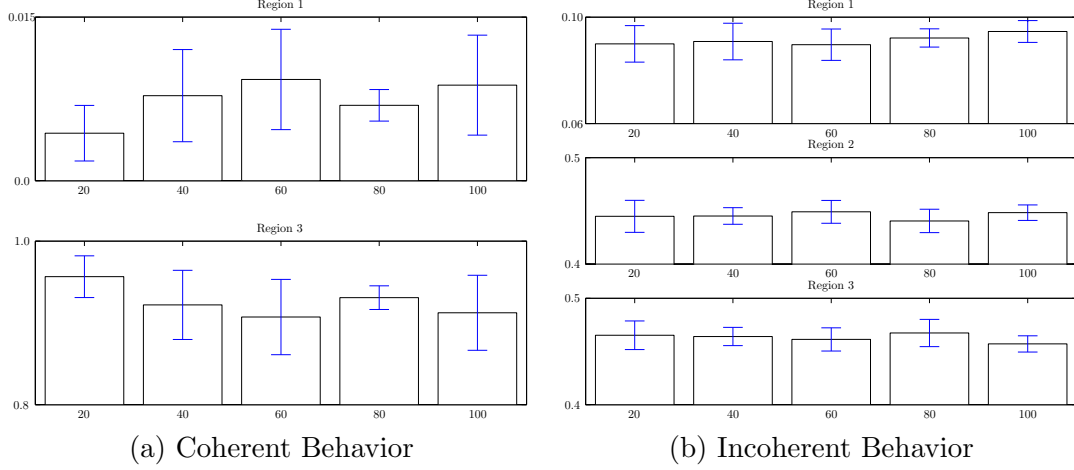 Region 1
0.015
0.0
20 40 60 80 100
Region 3
1.0
0.8
20 40 60 80 100
(a) Coherent Behavior
Region 1
0.10
0.06
20 40 60 80 100
Region 2
0.5
0.4
20 40 60 80 100
Region 3
0.5
0.4
20 40 60 80 100
(b) Incoherent Behavior